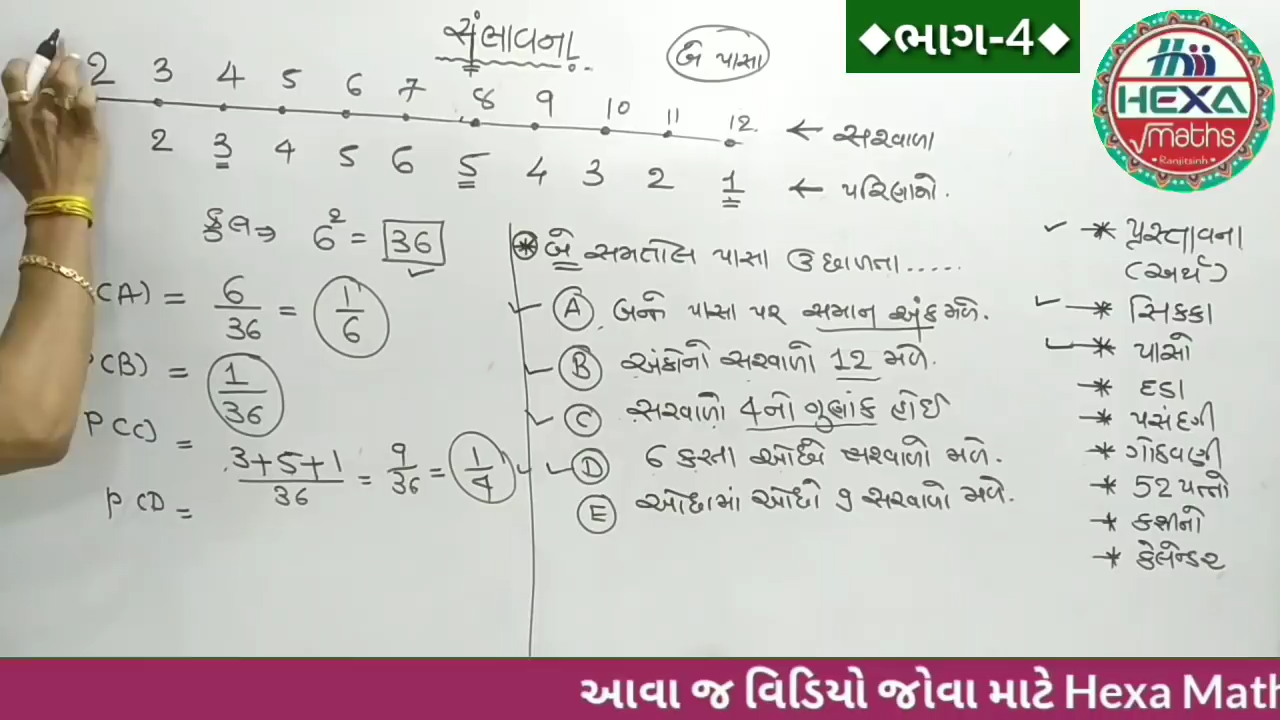 સંભાવના
બે પાસા
◆ભાગ-4◆
HEXA
maths
Ranjitsinh
2 3 4 5 6 7 8 9 10 11 12 ← સરવાળા
2 3 4 5 6 5 4 3 2 1 ← પરિણામો.
કુલ ⇒ 6² = 36
(A) = 6/36 = 1/6
P(B) = 1/36
P(C) = 3+5+1/36 = 9/36 = 1/4
P(D =
બે સમતોલ પાસા ઉછાળતા.....
A બન્ને પાસા પર સમાન અંક મળે.
B અંકોનો સરવાળો 12 મળે.
C સરવાળો 4નો ગુણાંક હોઈ
D 6 કરતા ઓછો સરવાળો મળે.
E ઓછામાં ઓછો 9 સરવાળો મળે.
✓ * પ્રસ્તાવના
(અર્થ)
✓ * સિક્કા
✓ * પાસો
* દડા
* પસંદગી
* ગોઠવણી
* 52 પત્તો
* કેલેન્ડર
આવા જ વિડિયો જોવા માટે Hexa Math